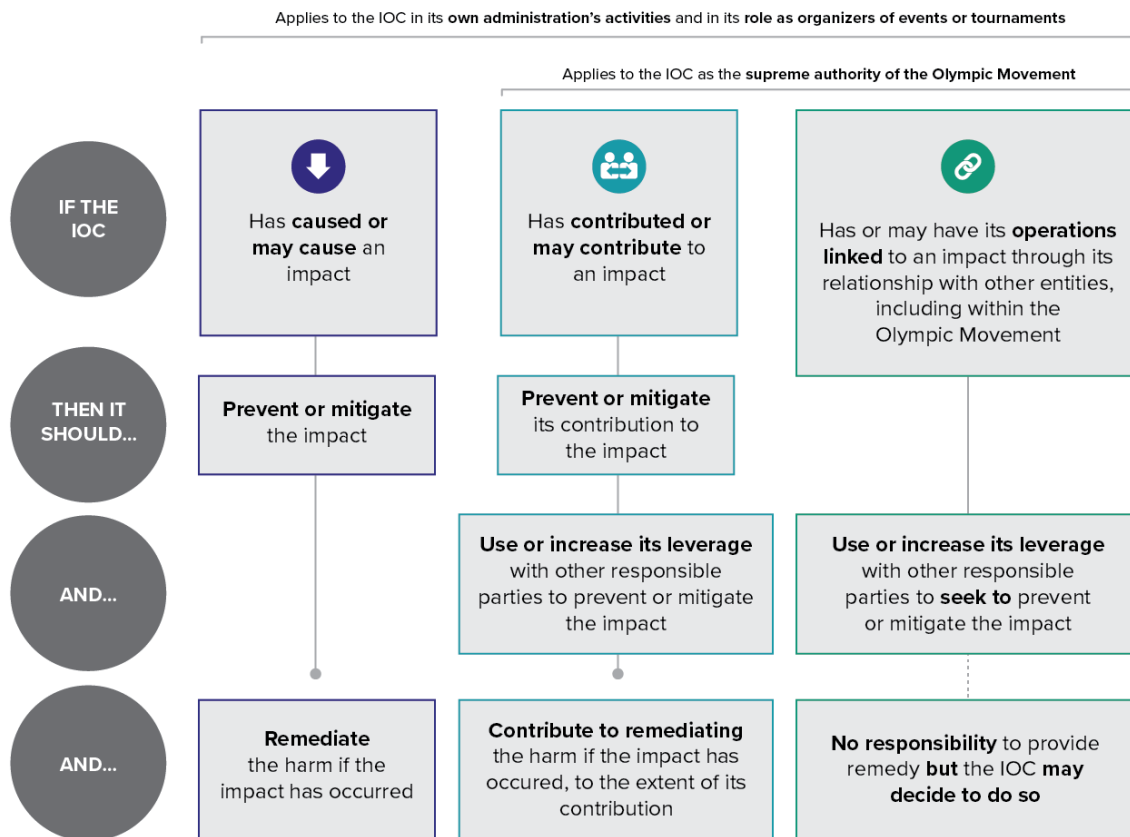 Applies to the IOC in its own administration’s activities and in its role as organizers of events or tournaments
Applies to the IOC as the supreme authority of the Olympic Movement
IF THE
IOC
Has caused or
may cause an
impact
Has contributed or
may contribute to
an impact
Has or may have its operations
linked to an impact through its
relationship with other entities,
including within the
Olympic Movement
THEN IT
SHOULD...
Prevent or mitigate
the impact
Prevent or mitigate
its contribution to
the impact
AND...
Use or increase its leverage
with other responsible
parties to prevent or mitigate
the impact
Use or increase its leverage
with other responsible
parties to seek to prevent
or mitigate the impact
AND...
Remediate
the harm if the
impact has occurred
Contribute to remediating
the harm if the impact has
occured, to the extent of its
contribution
No responsibility to provide
remedy but the IOC may
decide to do so